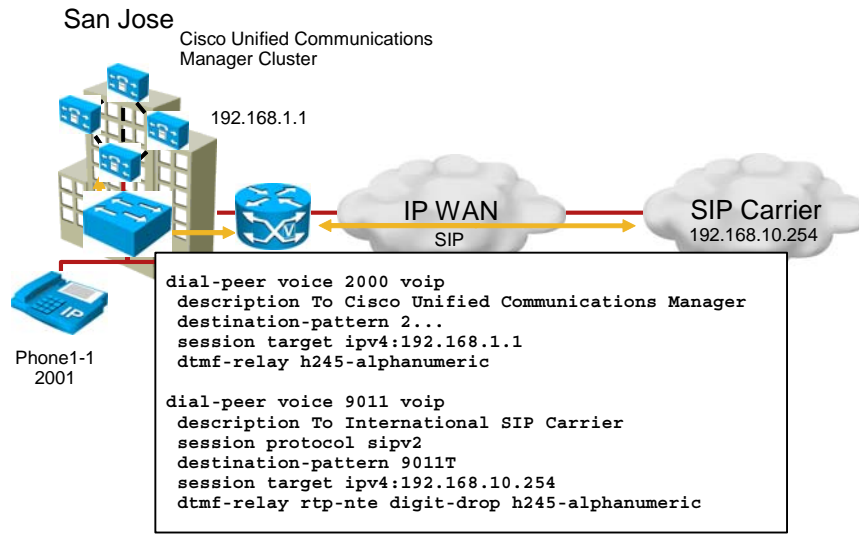 San Jose
Cisco Unified Communications
Manager Cluster
192.168.1.1
IP WAN
SIP
SIP Carrier
192.168.10.254
V
IP
Phone1-1
2001
dial-peer voice 2000 voip
description To Cisco Unified Communications Manager
destination-pattern 2...
session target ipv4:192.168.1.1
dtmf-relay h245-alphanumeric
dial-peer voice 9011 voip
description To International SIP Carrier
session protocol sipv2
destination-pattern 9011T
session target ipv4:192.168.10.254
dtmf-relay rtp-nte digit-drop h245-alphanumeric